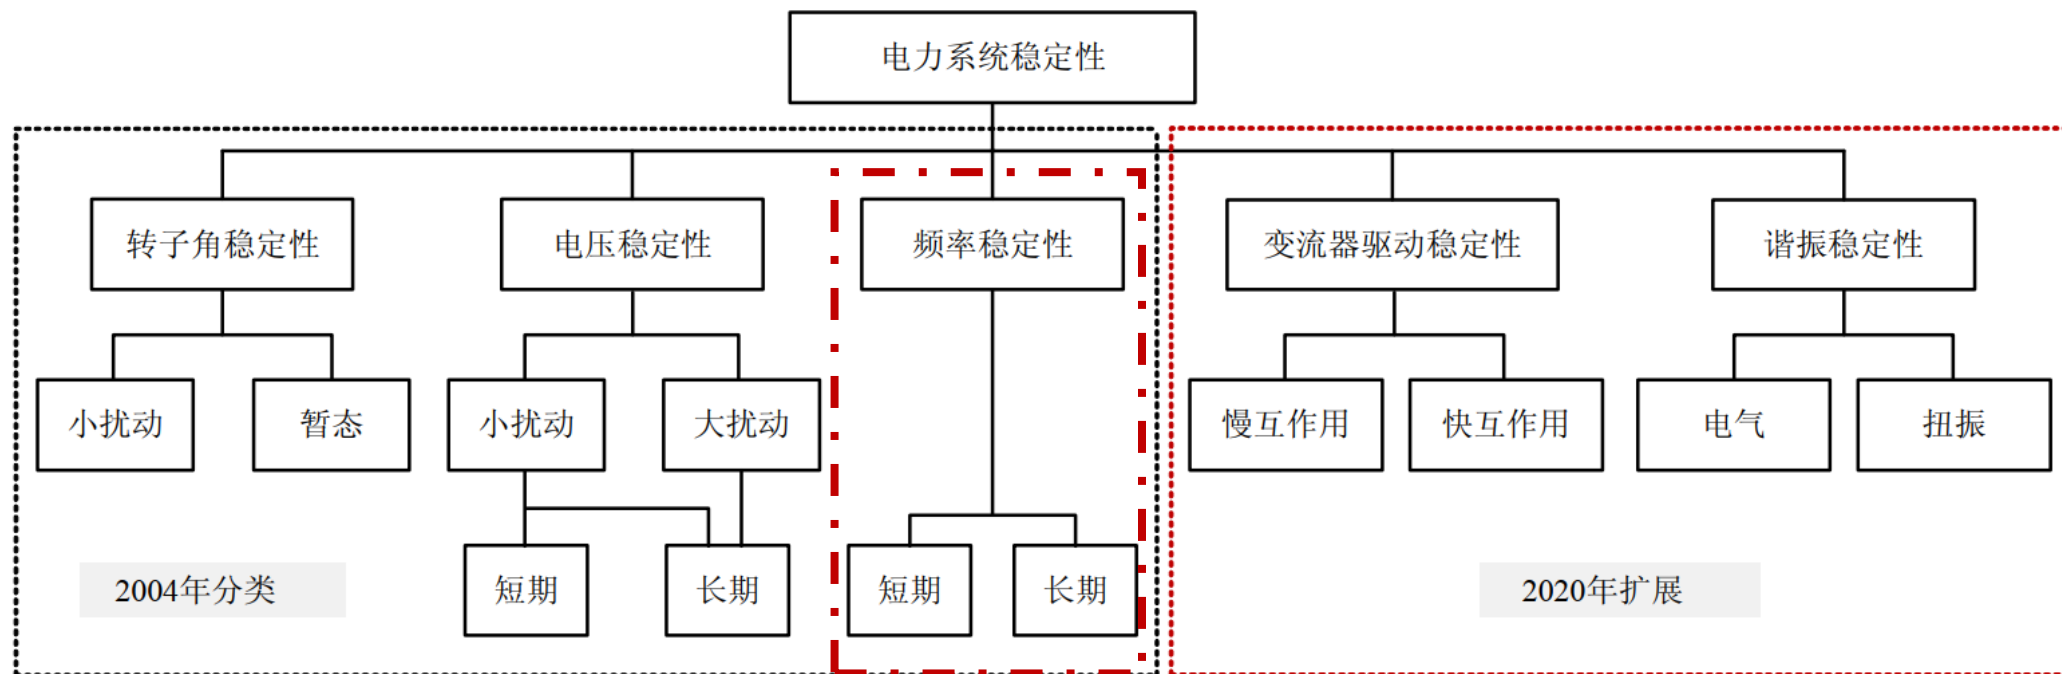 电力系统稳定性
转子角稳定性
电压稳定性
频率稳定性
变流器驱动稳定性
谐振稳定性
小扰动
暂态
小扰动
大扰动
慢互作用
快互作用
电气
扭振
短期
长期
短期
长期
2004年分类
2020年扩展